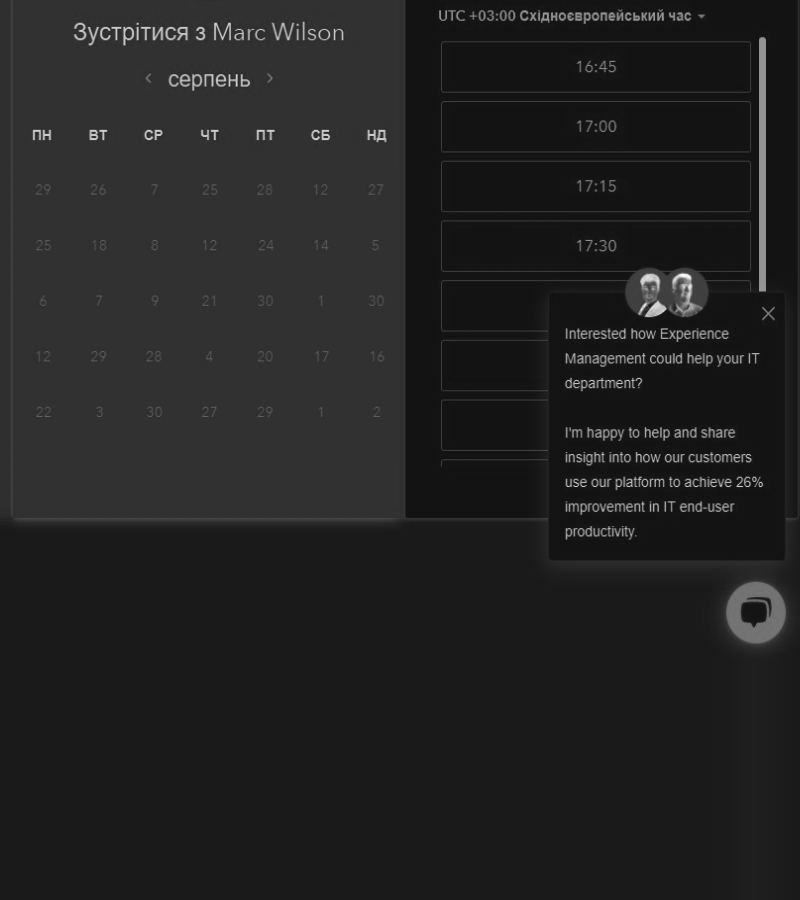 Зустрітися з Marc Wilson
серпень
ПН ВТ СР ЧТ ПТ СБ НД
29 26 7 25 28 12 27
25 18 8 12 24 14 5
6 7 9 21 30 1 30
12 29 28 4 20 17 16
22 3 30 27 29 1 2
UTC +03:00 Східноєвропейський час
16:45
17:00
17:15
17:30
Interested how Experience
Management could help your IT
department?
I'm happy to help and share
insight into how our customers
use our platform to achieve 26%
improvement in IT end-user
productivity.